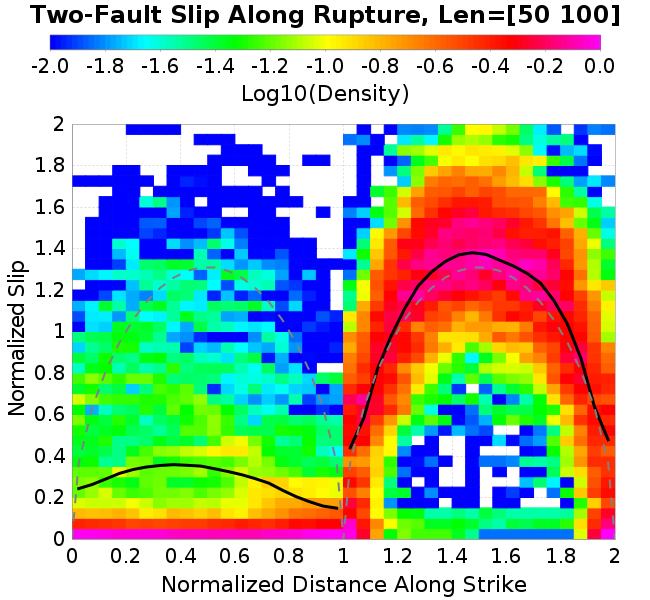 Two-Fault Slip Along Rupture, Len=[50 100]
-2.0 -1.8 -1.6 -1.4 -1.2 -1.0 -0.8 -0.6 -0.4 -0.2 0.0
Log10(Density)
2
1.8
1.6
1.4
1.2
1
0.8
0.6
0.4
0.2
0
Normalized Slip
0 0.2 0.4 0.6 0.8 1 1.2 1.4 1.6 1.8 2
Normalized Distance Along Strike